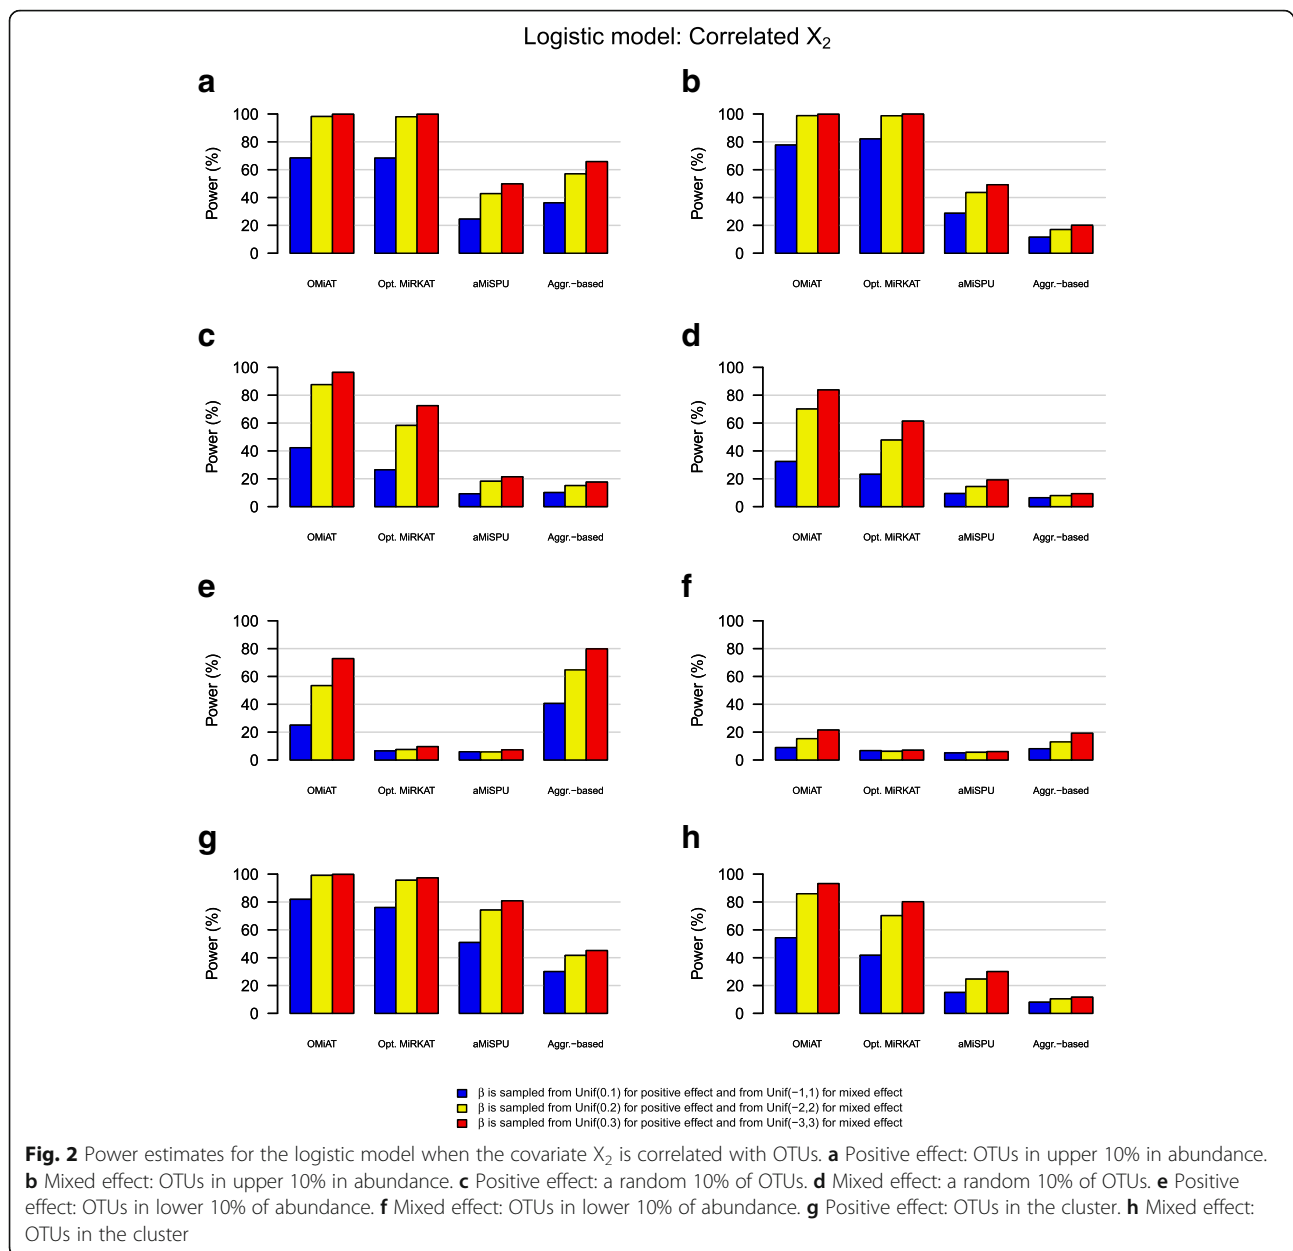 Logistic model: Correlated X2
a
b
100
80
60
40
20
0
Power (%)
OMiAT Opt. MiRKAT aMiSPU Aggr.−based
100
80
60
40
20
0
Power (%)
OMiAT Opt. MiRKAT aMiSPU Aggr.−based
c
d
100
80
60
40
20
0
Power (%)
OMiAT Opt. MiRKAT aMiSPU Aggr.−based
100
80
60
40
20
0
Power (%)
OMiAT Opt. MiRKAT aMiSPU Aggr.−based
e
f
100
80
60
40
20
0
Power (%)
OMiAT Opt. MiRKAT aMiSPU Aggr.−based
100
80
60
40
20
0
Power (%)
OMiAT Opt. MiRKAT aMiSPU Aggr.−based
g
h
100
80
60
40
20
0
Power (%)
OMiAT Opt. MiRKAT aMiSPU Aggr.−based
100
80
60
40
20
0
Power (%)
OMiAT Opt. MiRKAT aMiSPU Aggr.−based
β is sampled from Unif(0.1) for positive effect and from Unif(−1,1) for mixed effect
β is sampled from Unif(0.2) for positive effect and from Unif(−2,2) for mixed effect
β is sampled from Unif(0.3) for positive effect and from Unif(−3,3) for mixed effect
Fig. 2 Power estimates for the logistic model when the covariate X2 is correlated with OTUs. a Positive effect: OTUs in upper 10% in abundance.
b Mixed effect: OTUs in upper 10% in abundance. c Positive effect: a random 10% of OTUs. d Mixed effect: a random 10% of OTUs. e Positive
effect: OTUs in lower 10% of abundance. f Mixed effect: OTUs in lower 10% of abundance. g Positive effect: OTUs in the cluster. h Mixed effect:
OTUs in the cluster